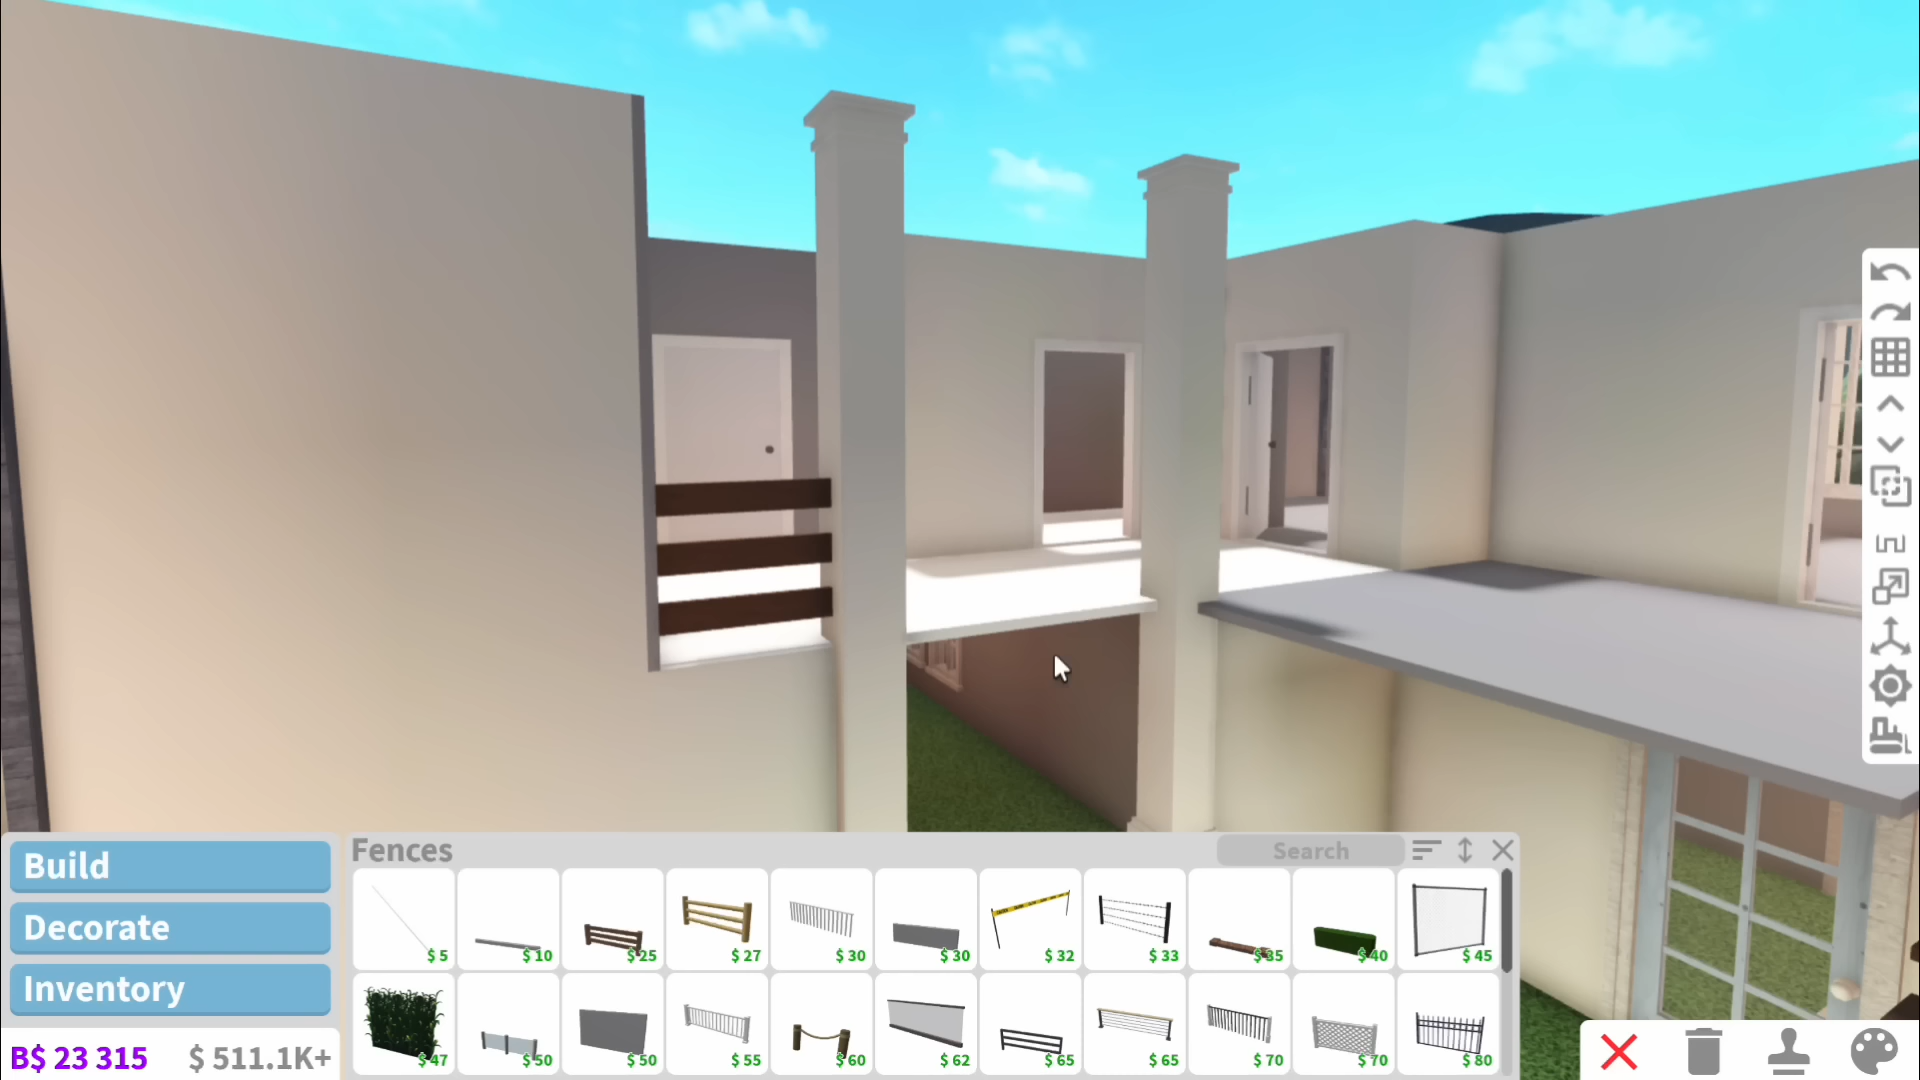 Build
Decorate
Inventory
B$ 23 315 $ 511.1K+
Fences
Search
$ 5 $ 10 $ 25 $ 27 $ 30 $ 30 $ 32 $ 33 $ 35 $ 40 $ 45
$ 47 $ 50 $ 50 $ 55 $ 60 $ 62 $ 65 $ 65 $ 70 $ 70 $ 80